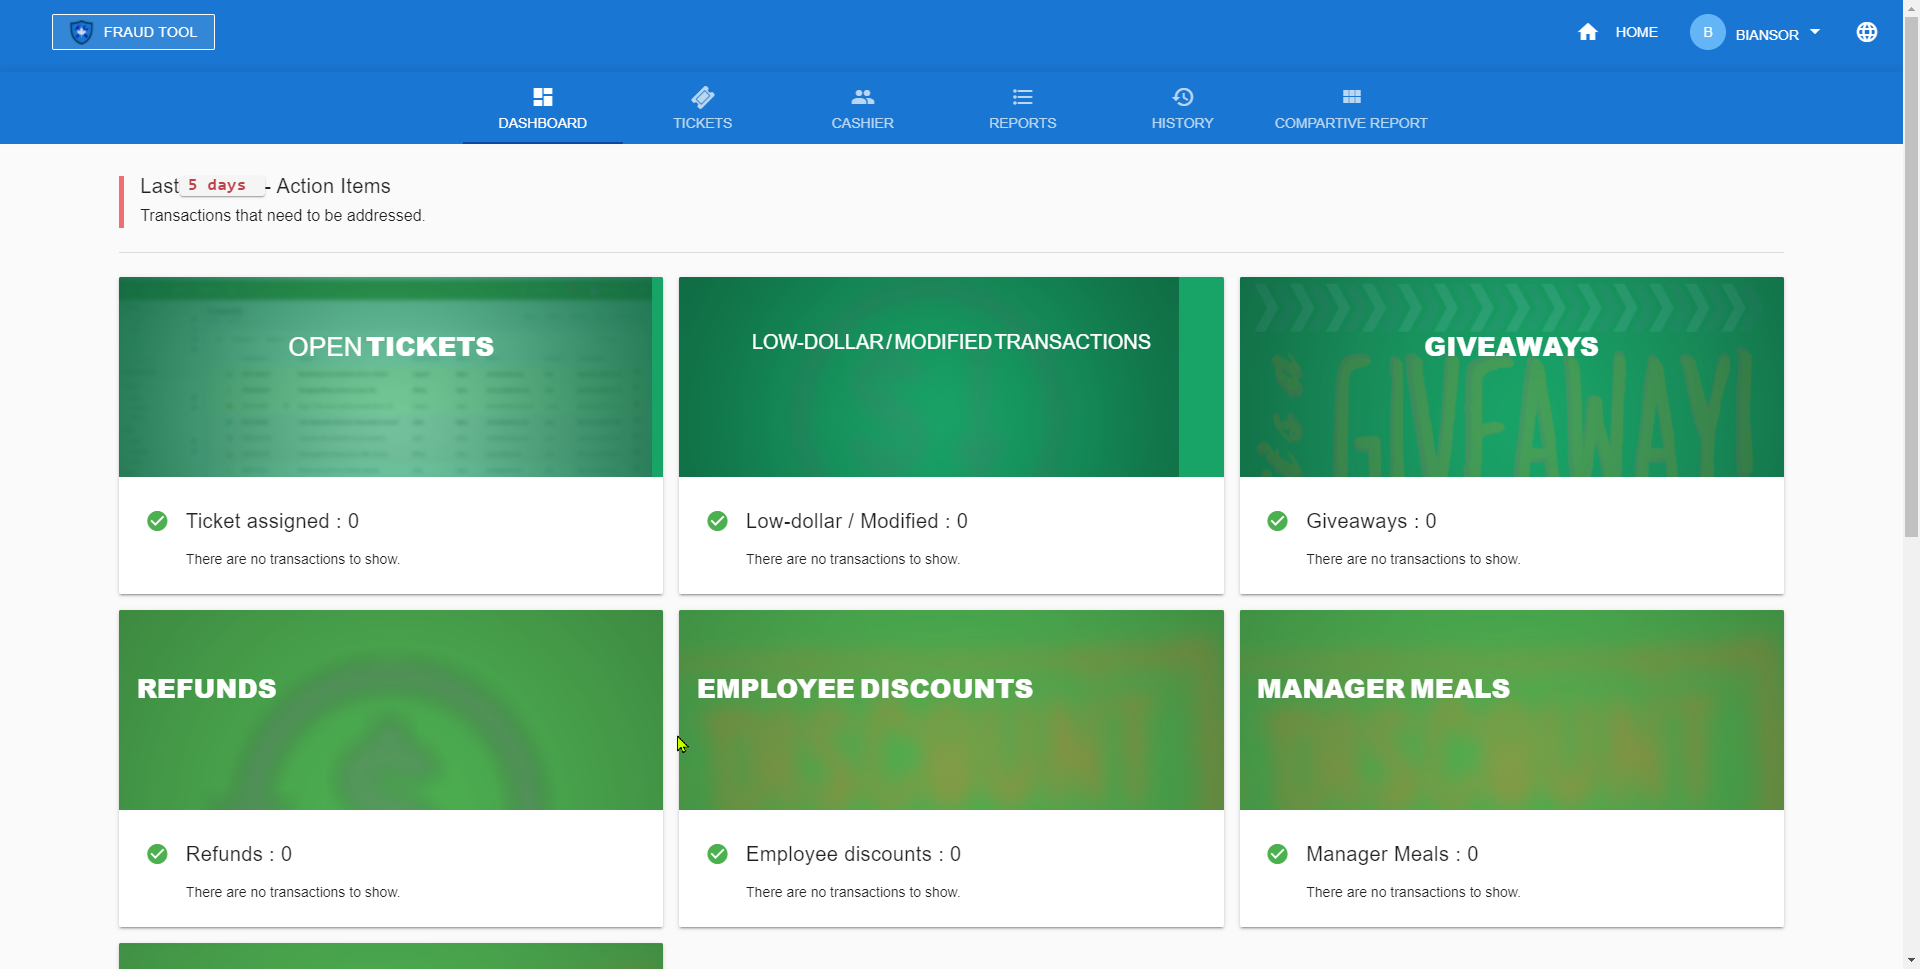 FRAUD TOOL
HOME
B
BIANSOR
DASHBOARD
TICKETS
CASHIER
REPORTS
HISTORY
COMPARTIVE REPORT
Last 5 days - Action Items
Transactions that need to be addressed.
OPEN TICKETS
LOW-DOLLAR / MODIFIED TRANSACTIONS
GIVEAWAYS
GIVEAWAY!
Ticket assigned : 0
There are no transactions to show.
Low-dollar / Modified : 0
There are no transactions to show.
Giveaways : 0
There are no transactions to show.
REFUNDS
EMPLOYEE DISCOUNTS
DISCOUNT
MANAGER MEALS
DISCOUNT
Refunds : 0
There are no transactions to show.
Employee discounts : 0
There are no transactions to show.
Manager Meals : 0
There are no transactions to show.